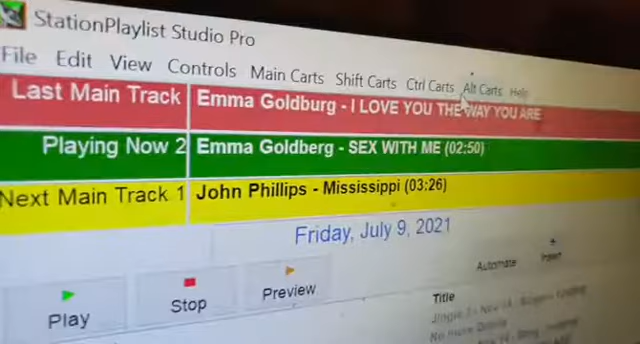 StationPlaylist Studio Pro
File Edit View Controls Main Carts Shift Carts Ctrl Carts Alt Carts Help
Last Main Track Emma Goldburg - I LOVE YOU THE WAY YOU ARE
Playing Now 2 Emma Goldberg - SEX WITH ME (02:50)
Next Main Track 1 John Phillips - Mississippi (03:26)
Friday, July 9, 2021
Automate Insert
Play Stop Preview
Title